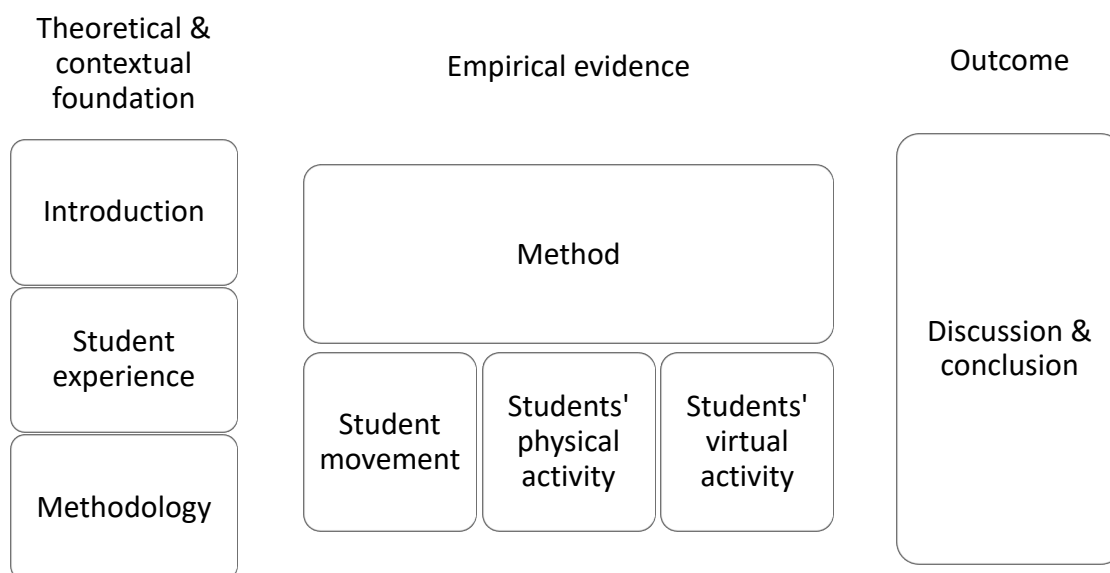 Theoretical &
contextual
foundation
Introduction
Student
experience
Methodology
Empirical evidence
Method
Student
movement
Students'
physical
activity
Students'
virtual
activity
Outcome
Discussion &
conclusion